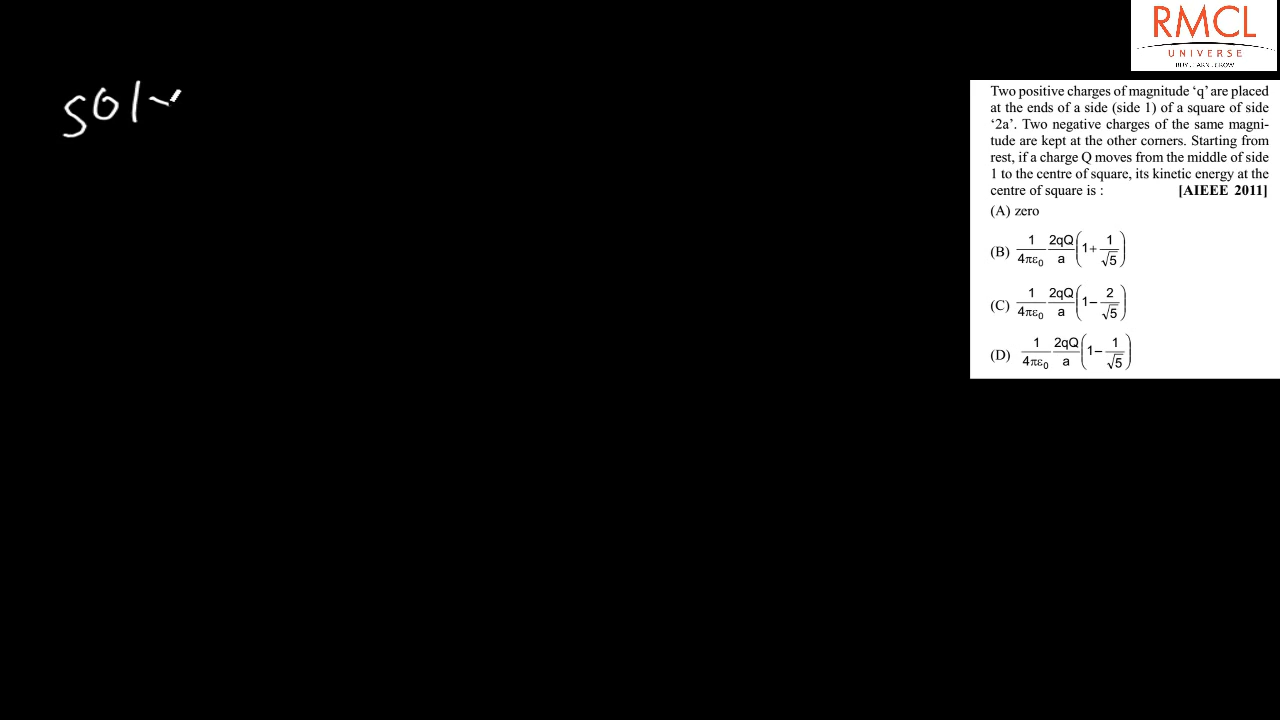 RMCL
UNIVERSE
Sol
Two positive charges of magnitude ‘q’ are placed
at the ends of a side (side 1) of a square of side
‘2a’. Two negative charges of the same magni-
tude are kept at the other corners. Starting from
rest, if a charge Q moves from the middle of side
1 to the centre of square, its kinetic energy at the
centre of square is : [AIEEE 2011]
(A) zero
(B) 1/4πε₀ 2qQ/a (1+1/√5)
(C) 1/4πε₀ 2qQ/a (1–2/√5)
(D) 1/4πε₀ 2qQ/a (1–1/√5)